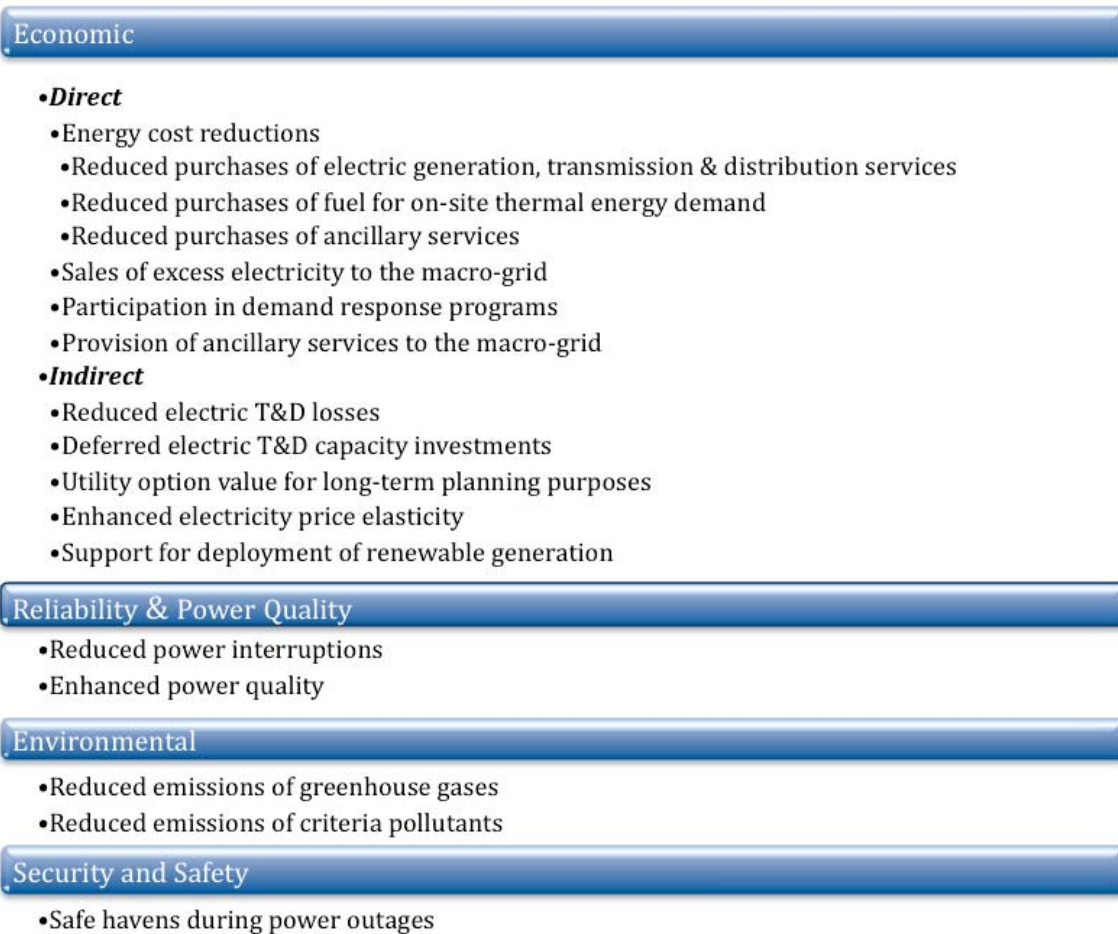 Economic
•Direct
•Energy cost reductions
•Reduced purchases of electric generation, transmission & distribution services
•Reduced purchases of fuel for on-site thermal energy demand
•Reduced purchases of ancillary services
•Sales of excess electricity to the macro-grid
•Participation in demand response programs
•Provision of ancillary services to the macro-grid
•Indirect
•Reduced electric T&D losses
•Deferred electric T&D capacity investments
•Utility option value for long-term planning purposes
•Enhanced electricity price elasticity
•Support for deployment of renewable generation
Reliability & Power Quality
•Reduced power interruptions
•Enhanced power quality
Environmental
•Reduced emissions of greenhouse gases
•Reduced emissions of criteria pollutants
Security and Safety
•Safe havens during power outages